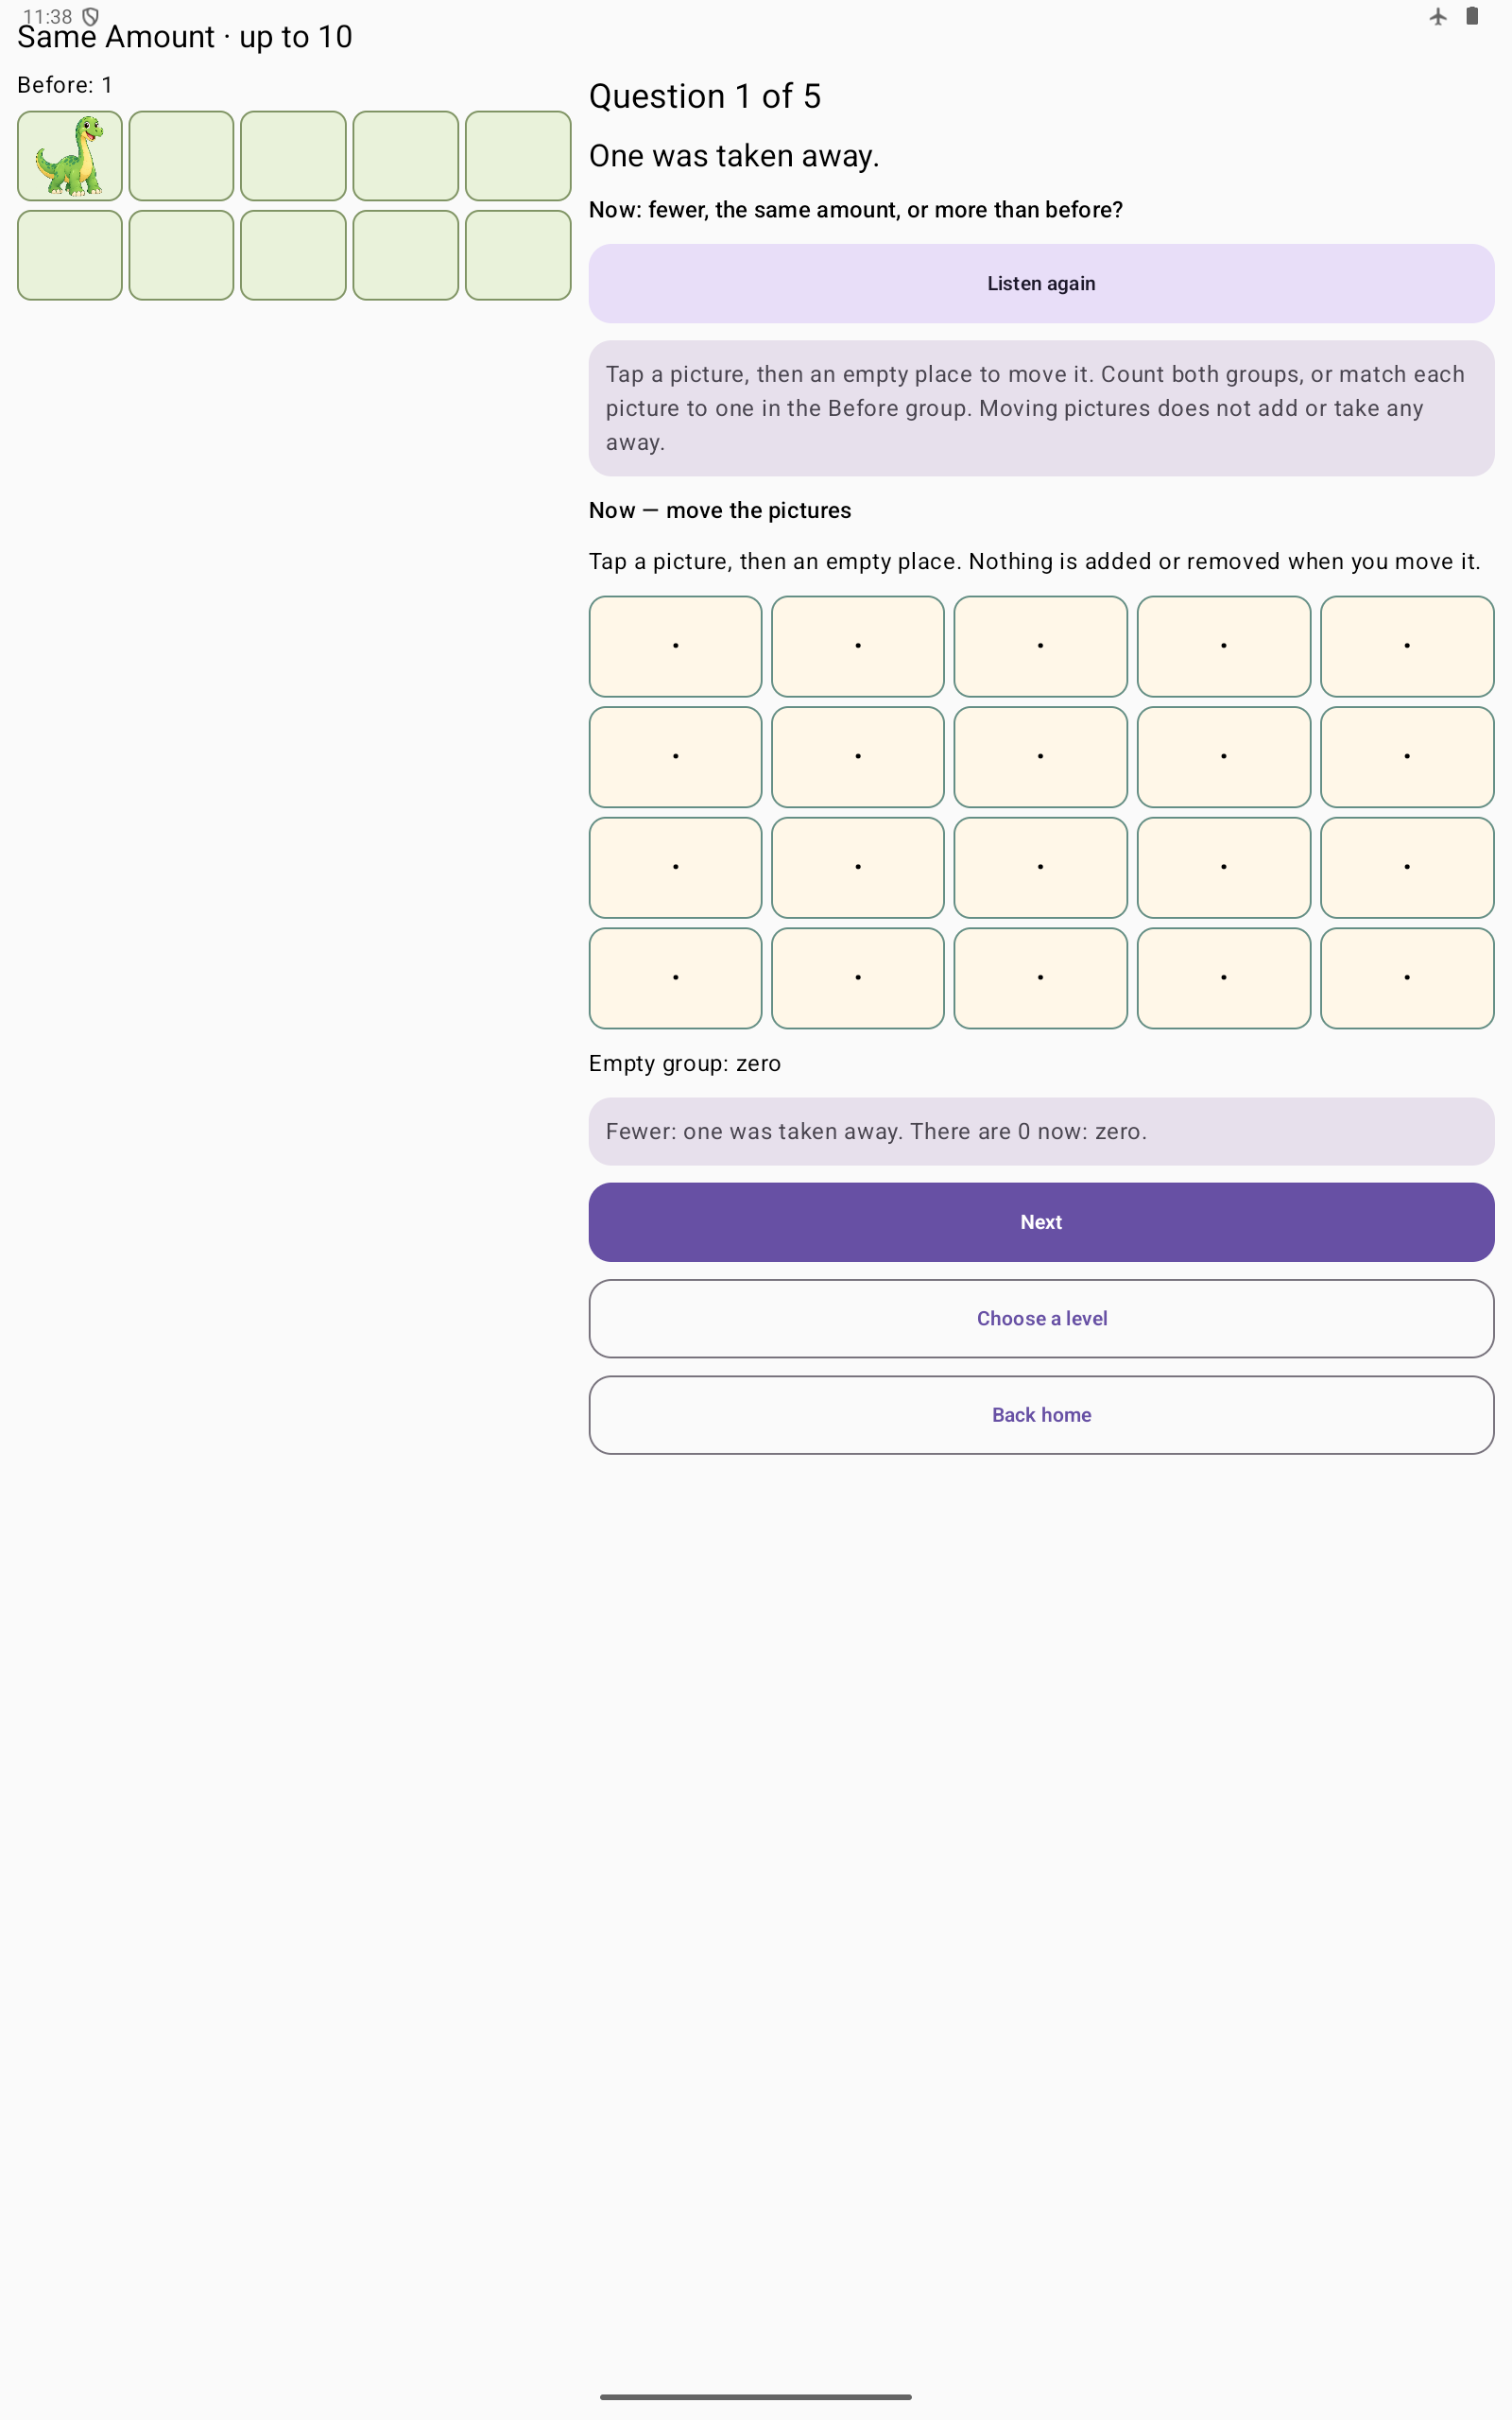 11:38
Same Amount · up to 10
Before: 1
Question 1 of 5
One was taken away.
Now: fewer, the same amount, or more than before?
Listen again
Tap a picture, then an empty place to move it. Count both groups, or match each
picture to one in the Before group. Moving pictures does not add or take any
away.
Now — move the pictures
Tap a picture, then an empty place. Nothing is added or removed when you move it.
Empty group: zero
Fewer: one was taken away. There are 0 now: zero.
Next
Choose a level
Back home